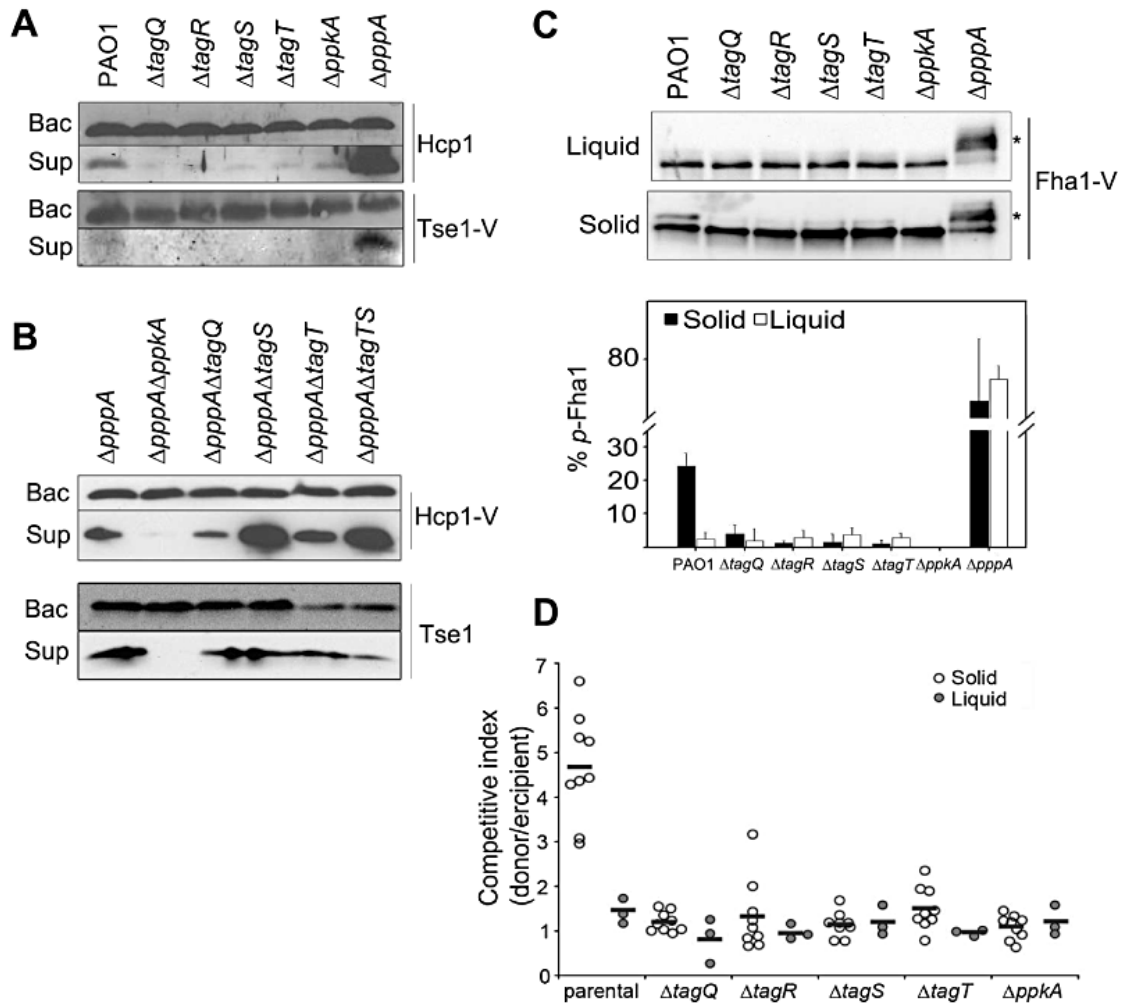 A
PAO1 ΔtagQ ΔtagR ΔtagS ΔtagT ΔppkA ΔpppA
Bac
Sup
Hcp1
Bac
Sup
Tse1-V
B
ΔpppA ΔpppAΔppkA ΔpppAΔtagQ ΔpppAΔtagS ΔpppAΔtagT ΔpppAΔtagTS
Bac
Sup
Hcp1-V
Bac
Sup
Tse1
C
PAO1 ΔtagQ ΔtagR ΔtagS ΔtagT ΔppkA ΔpppA
Liquid
*
Solid
*
Fha1-V
Solid Liquid
% p-Fha1
80
30
20
10
PAO1 ΔtagQ ΔtagR ΔtagS ΔtagT ΔppkA ΔpppA
D
Competitive index
(donor/ercipient)
7
6
5
4
3
2
1
0
Solid
Liquid
parental ΔtagQ ΔtagR ΔtagS ΔtagT ΔppkA